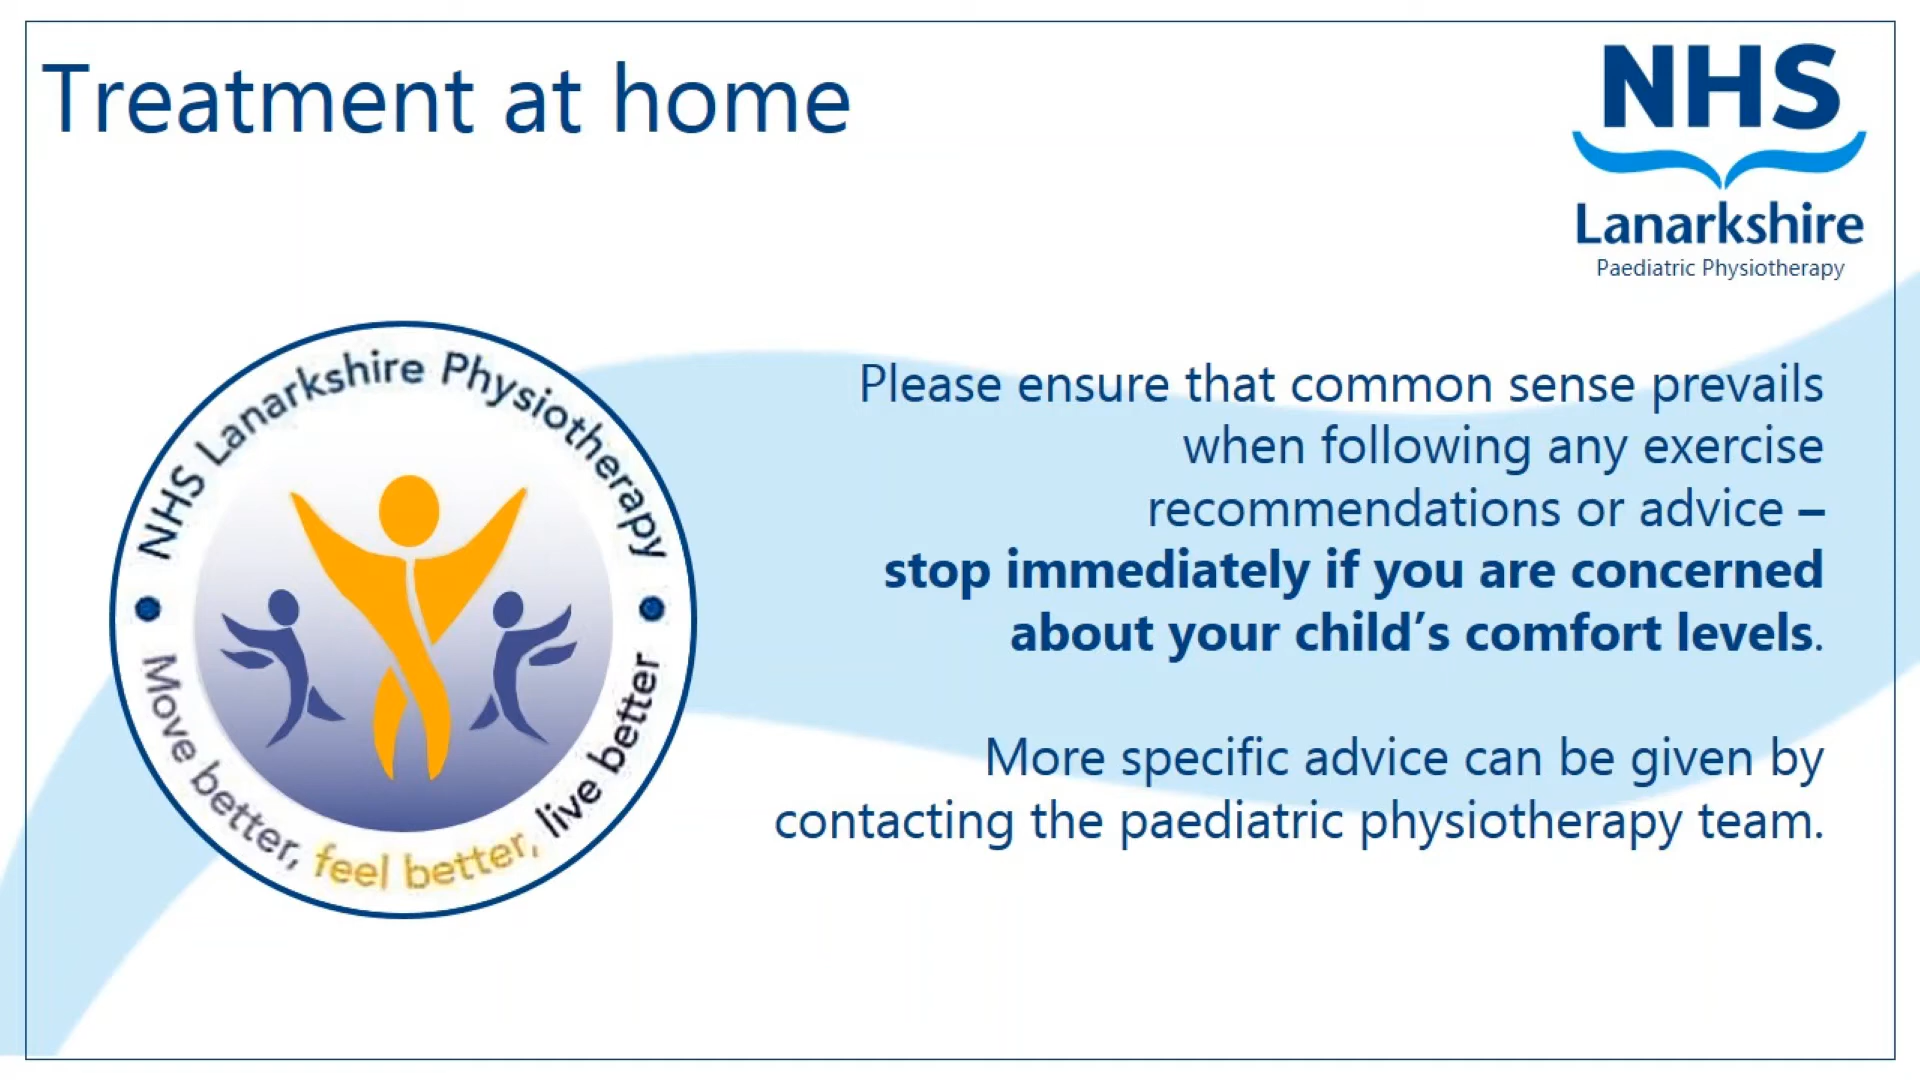 Treatment at home
NHS
Lanarkshire
Paediatric Physiotherapy
NHS Lanarkshire Physiotherapy
Move better, feel better, live better
Please ensure that common sense prevails
when following any exercise
recommendations or advice –
stop immediately if you are concerned
about your child’s comfort levels.
More specific advice can be given by
contacting the paediatric physiotherapy team.